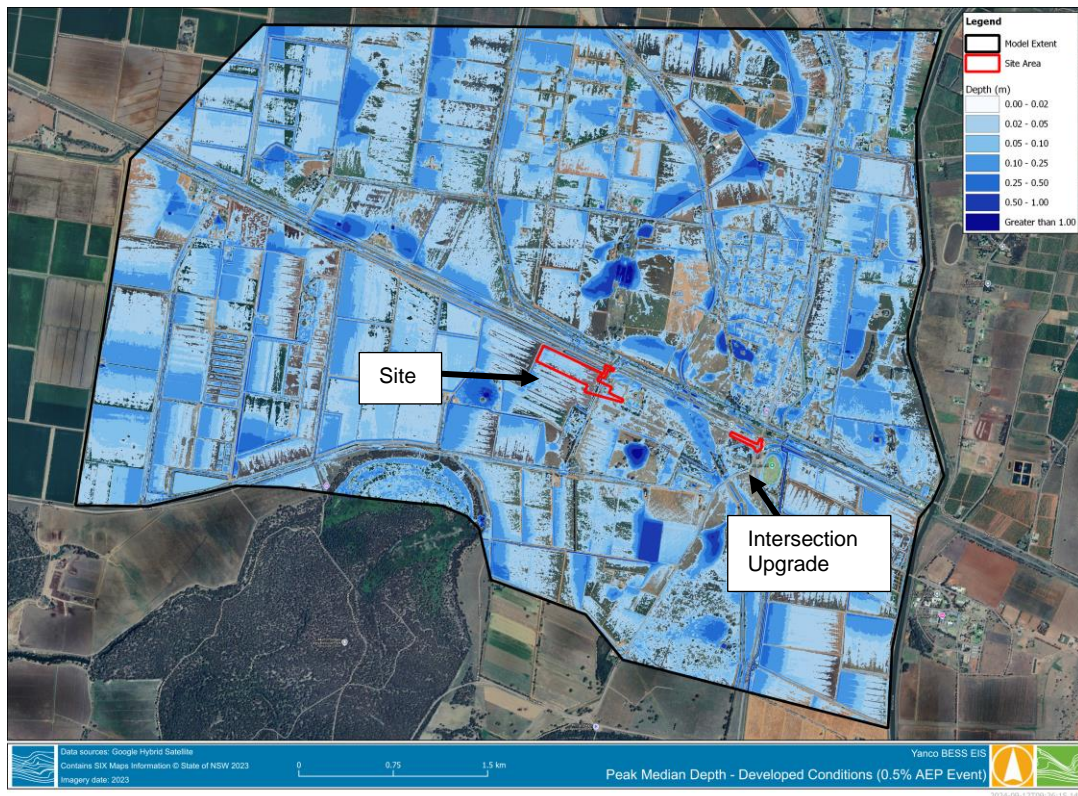 Legend
Model Extent
Site Area
Depth (m)
0.00 - 0.02
0.02 - 0.05
0.05 - 0.10
0.10 - 0.25
0.25 - 0.50
0.50 - 1.00
Greater than 1.00
Site
Intersection
Upgrade
Data sources: Google Hybrid Satellite
Contains SIX Maps Information © State of NSW 2023
Imagery date: 2023
0
0.75
1.5 km
Yanco BESS EIS
Peak Median Depth - Developed Conditions (0.5% AEP Event)